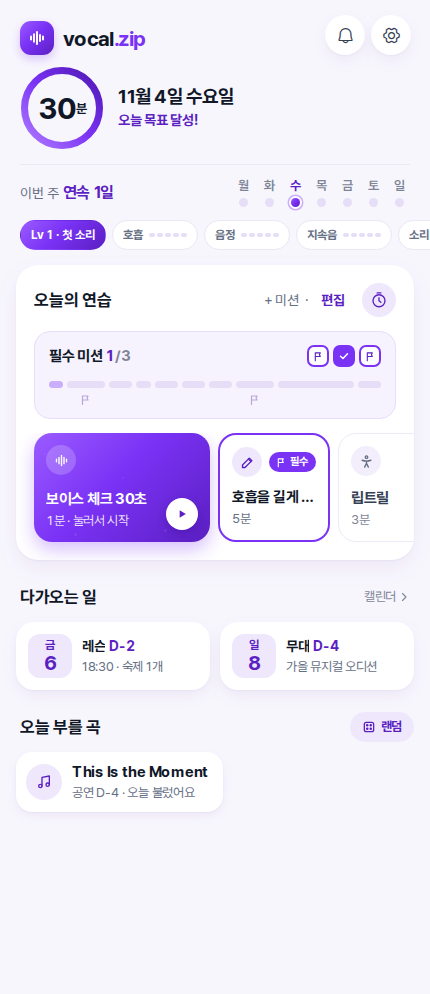 vocal.zip
30분
11월 4일 수요일
오늘 목표 달성!
이번 주 연속 1일
월 화 수 목 금 토 일
Lv 1 · 첫 소리
호흡
음정
지속음
소리
오늘의 연습
+ 미션 · 편집
필수 미션 1/3
보이스 체크 30초
1분 · 눌러서 시작
필수
호흡을 길게 ...
5분
립트릴
3분
다가오는 일
캘린더
금
6
레슨 D-2
18:30 · 숙제 1개
일
8
무대 D-4
가을 뮤지컬 오디션
오늘 부를 곡
랜덤
This Is the Moment
공연 D-4 · 오늘 불렀어요